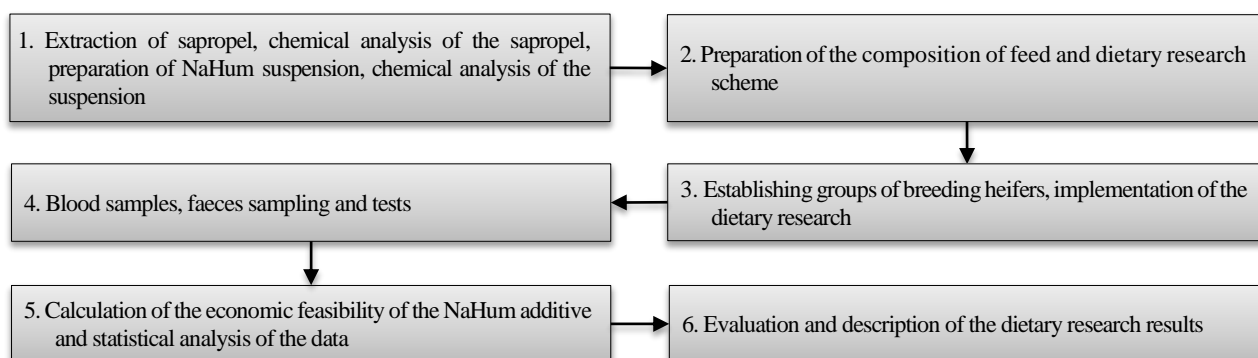 1. Extraction of sapropel, chemical analysis of the sapropel,
preparation of NaHum suspension, chemical analysis of the
suspension
2. Preparation of the composition of feed and dietary research
scheme
3. Establishing groups of breeding heifers, implementation of the
dietary research
4. Blood samples, faeces sampling and tests
5. Calculation of the economic feasibility of the NaHum additive
and statistical analysis of the data
6. Evaluation and description of the dietary research results